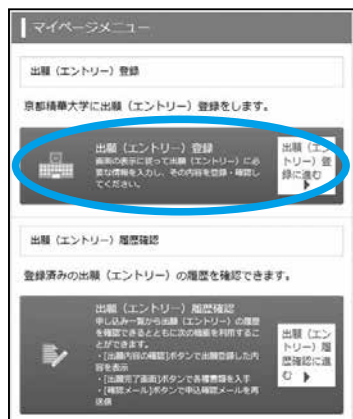 マイページメニュー
出願（エントリー）登録
京都精華大学に出願（エントリー）登録をします。
出願（エントリー）登録
画面の表示に従って出願（エントリー）に必
要な情報を入力し、その内容を登録・確認し
てください。
出願（エン
トリー）登
録に進む
出願（エントリー）履歴確認
登録済みの出願（エントリー）の履歴を確認できます。
出願（エントリー）履歴確認
申し込み一覧から出願（エントリー）の履歴
を確認できるとともに次の機能を利用するこ
とができます。
・[出願内容の確認]ボタンで出願登録した内
容を表示
・[出願完了画面]ボタンで各種書類を入手
・[確認メール]ボタンで申込確認メールを再
送信
出願（エン
トリー）履
歴確認に進
む